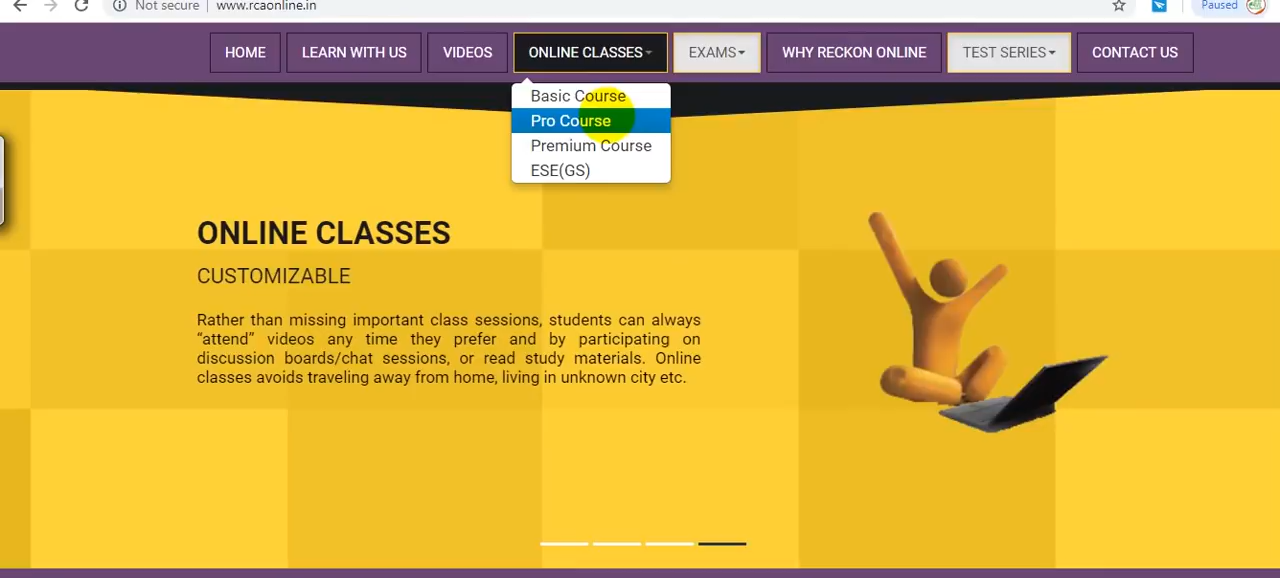 Not secure | www.rcaonline.in Paused
HOME LEARN WITH US VIDEOS ONLINE CLASSES EXAMS WHY RECKON ONLINE TEST SERIES CONTACT US
Basic Course
Pro Course
Premium Course
ESE(GS)
ONLINE CLASSES
CUSTOMIZABLE
Rather than missing important class sessions, students can always
“attend” videos any time they prefer and by participating on
discussion boards/chat sessions, or read study materials. Online
classes avoids traveling away from home, living in unknown city etc.